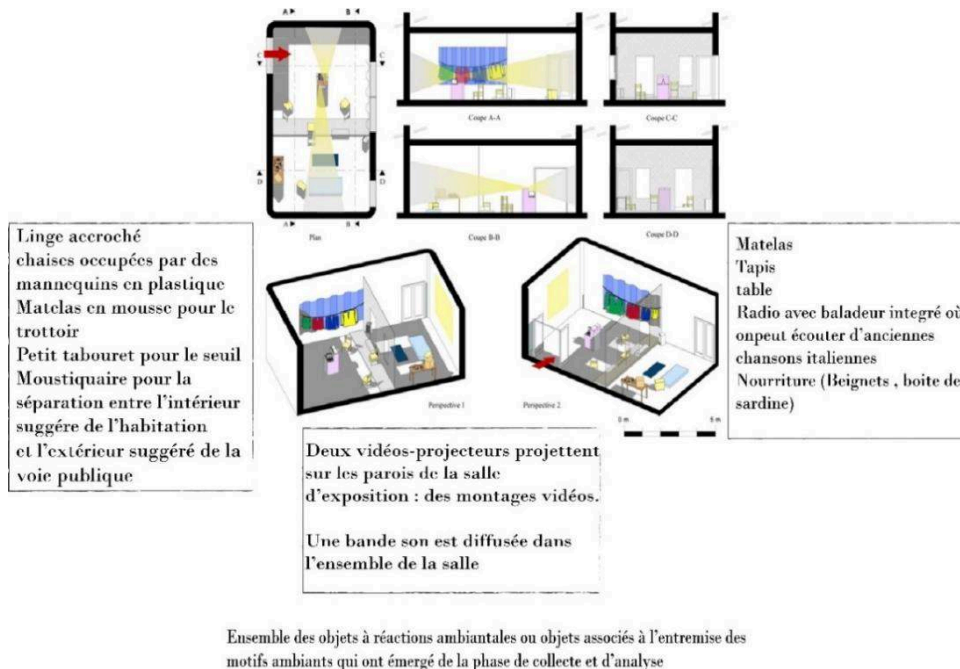 A B
C C
D D
A B
Plan
Coupe A-A
Coupe C-C
Coupe B-B
Coupe D-D
Linge accroché
chaises occupées par des
mannequins en plastique
Matelas en mousse pour le
trottoir
Petit tabouret pour le seuil
Moustiquaire pour la
séparation entre l'intérieur
suggére de l'habitation
et l'extérieur suggéré de la
voie publique
Perspective 1
Perspective 2
0 m 5 m
Matelas
Tapis
table
Radio avec baladeur integré où
onpeut écouter d'anciennes
chansons italiennes
Nourriture (Beignets , boite de
sardine)
Deux vidéos-projecteurs projettent
sur les parois de la salle
d'exposition : des montages vidéos.
Une bande son est diffusée dans
l'ensemble de la salle
Ensemble des objets à réactions ambiantales ou objets associés à l'entremise des
motifs ambiants qui ont émergé de la phase de collecte et d'analyse